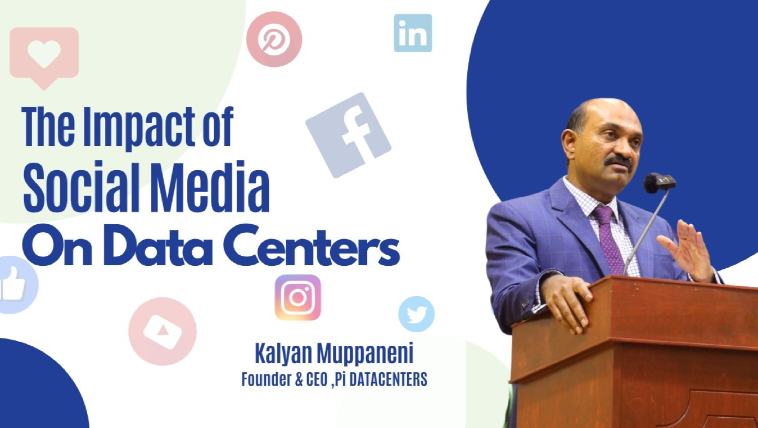 The Impact of
Social Media
On Data Centers
Kalyan Muppaneni
Founder & CEO ,Pi DATACENTERS